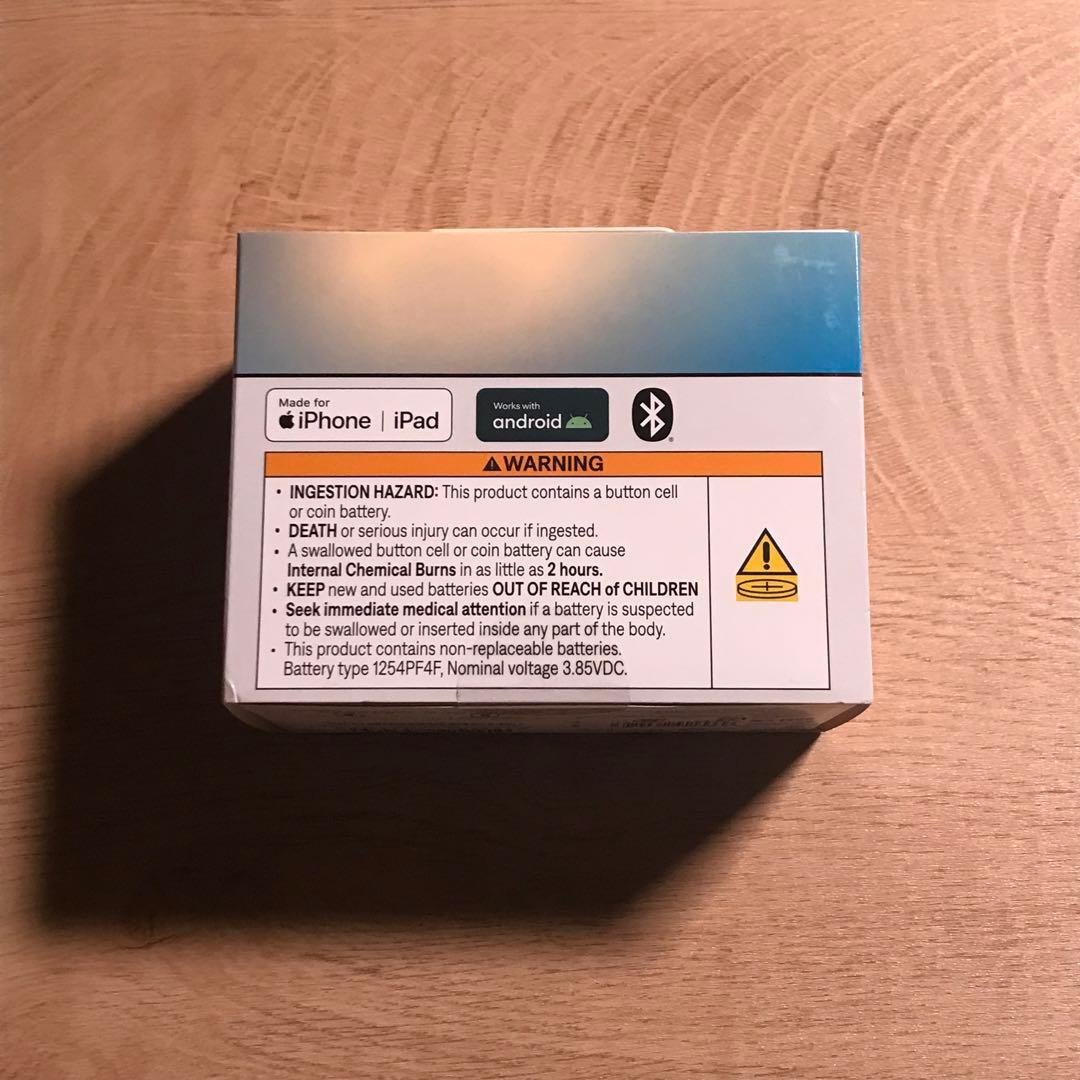 Made for
iPhone | iPad
Works with
android
WARNING
• INGESTION HAZARD: This product contains a button cell
or coin battery.
• DEATH or serious injury can occur if ingested.
• A swallowed button cell or coin battery can cause
Internal Chemical Burns in as little as 2 hours.
• KEEP new and used batteries OUT OF REACH of CHILDREN
• Seek immediate medical attention if a battery is suspected
to be swallowed or inserted inside any part of the body.
• This product contains non-replaceable batteries.
Battery type 1254PF4F, Nominal voltage 3.85VDC.